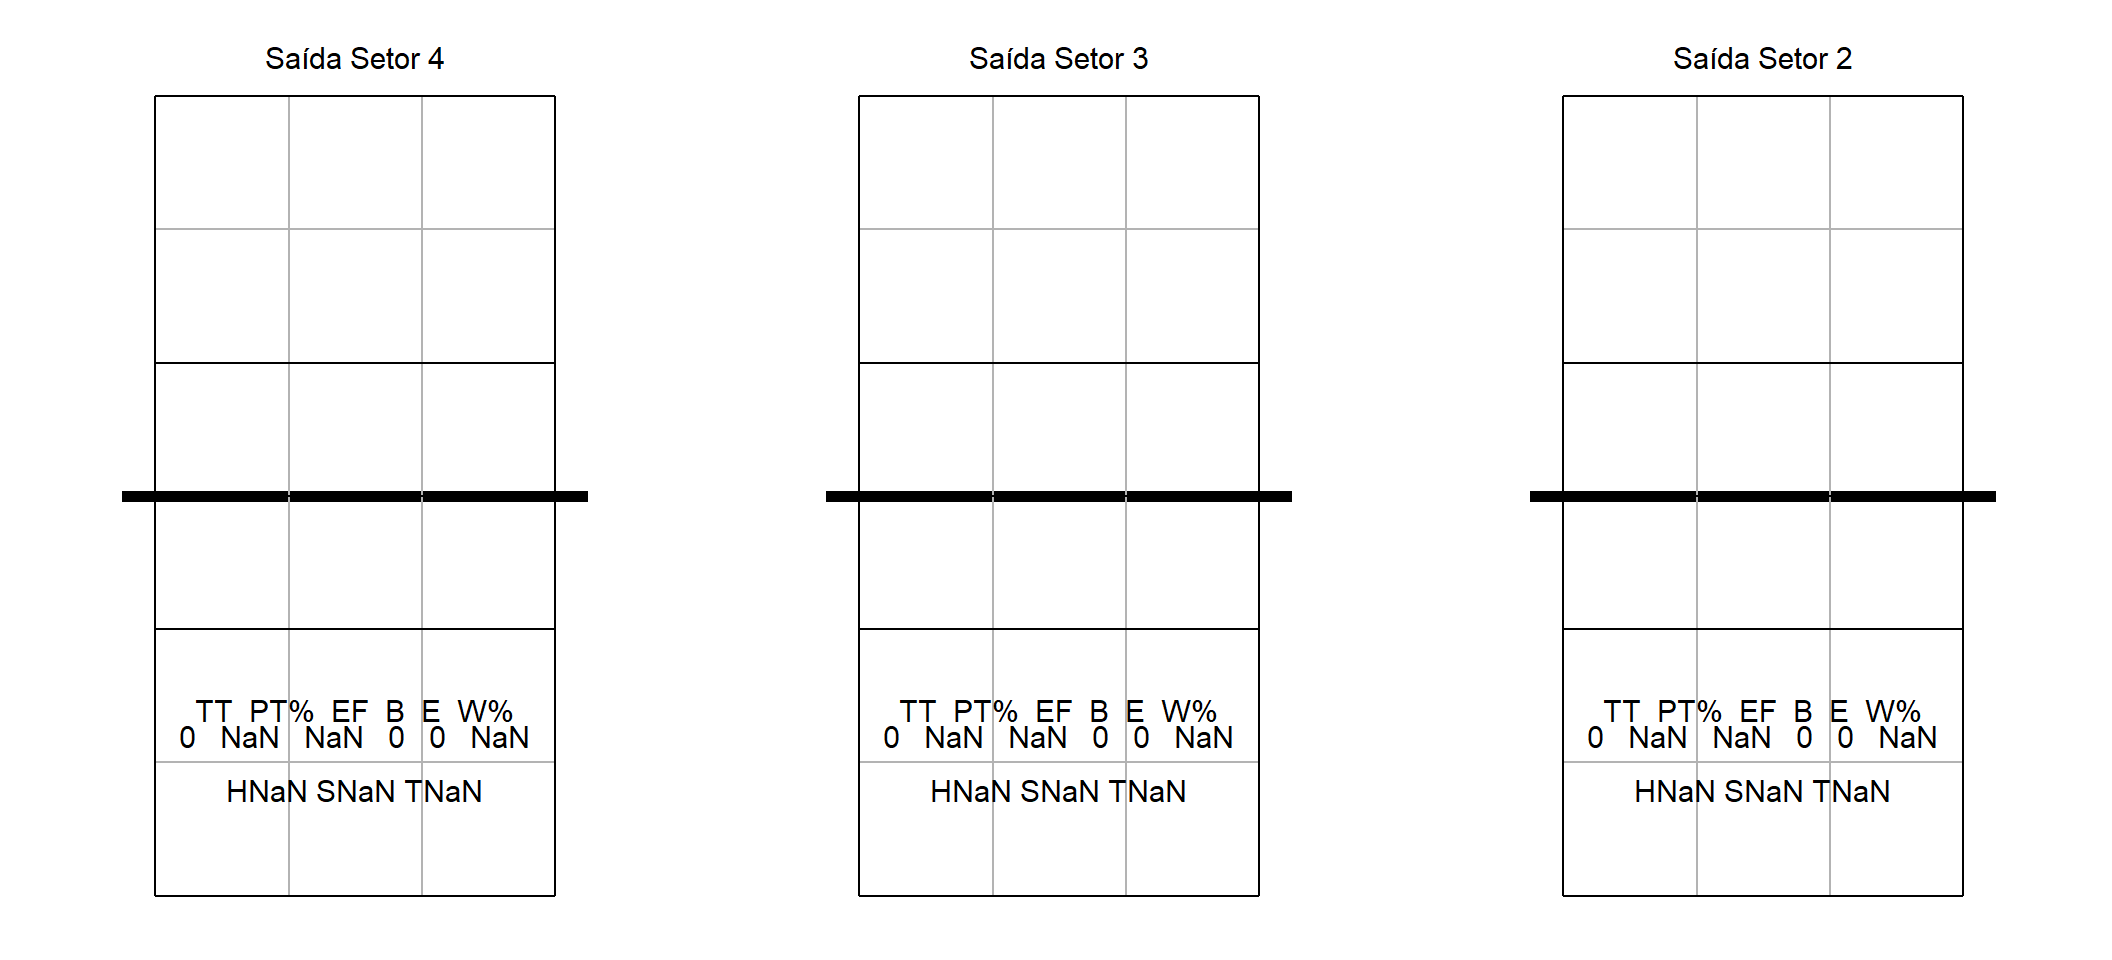 Saída Setor 4
TT PT% EF B E W%
0 NaN NaN 0 0 NaN
HNaN SNaN TNaN
Saída Setor 3
TT PT% EF B E W%
0 NaN NaN 0 0 NaN
HNaN SNaN TNaN
Saída Setor 2
TT PT% EF B E W%
0 NaN NaN 0 0 NaN
HNaN SNaN TNaN